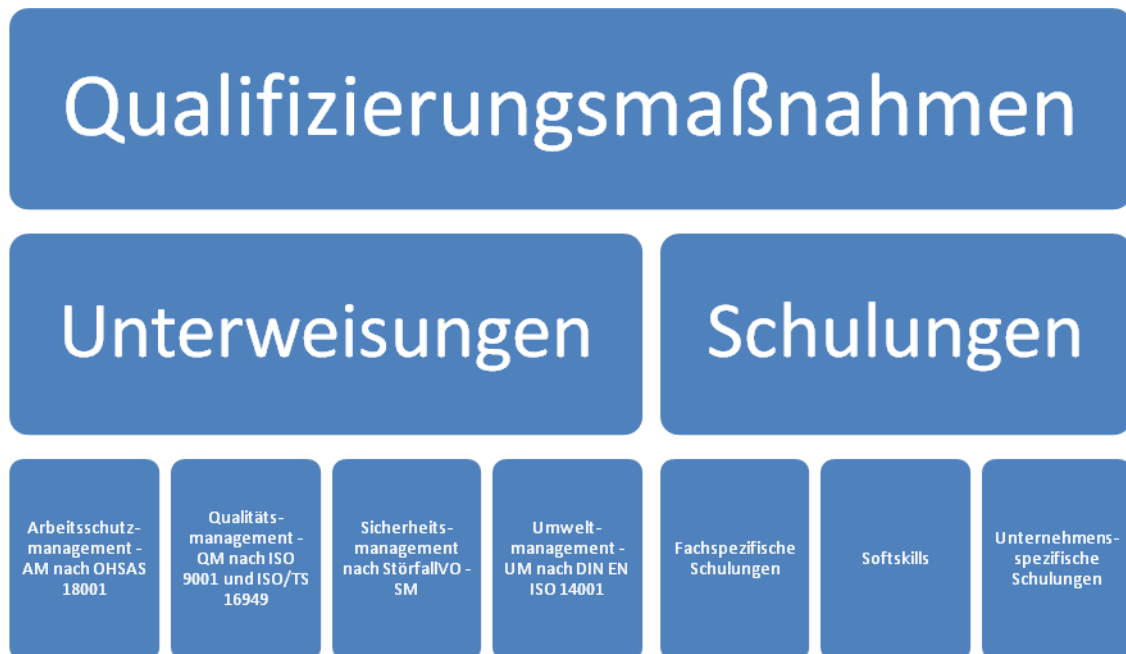 Qualifizierungsmaßnahmen
Unterweisungen
Schulungen
Arbeitsschutz-
management -
AM nach OHSAS
18001
Qualitäts-
management -
QM nach ISO
9001 und ISO/TS
16949
Sicherheits-
management
nach StörfallVO -
SM
Umwelt-
management -
UM nach DIN EN
ISO 14001
Fachspezifische
Schulungen
Softskills
Unternehmens-
spezifische
Schulungen